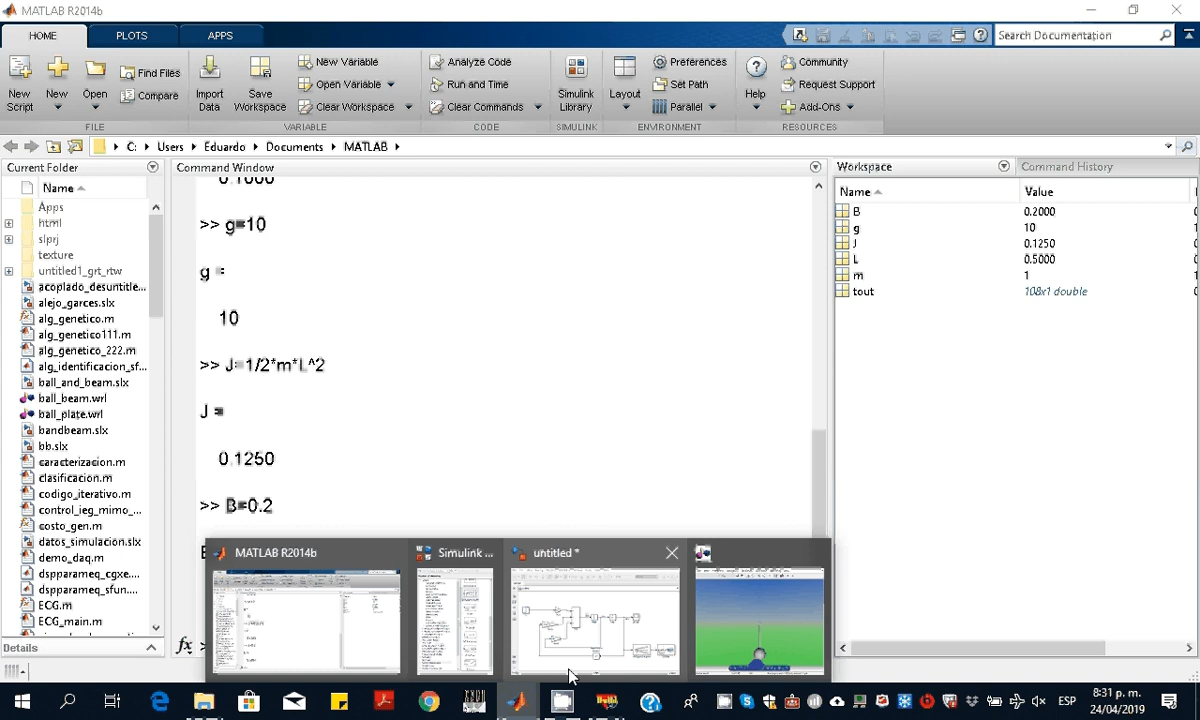 MATLAB R2014b
HOME PLOTS APPS
Search Documentation
New Script
New
Open
Find Files
Compare
Import Data
Save Workspace
New Variable
Open Variable
Clear Workspace
Analyze Code
Run and Time
Clear Commands
Simulink Library
Layout
Preferences
Set Path
Parallel
Help
Community
Request Support
Add-Ons
FILE VARIABLE CODE SIMULINK ENVIRONMENT RESOURCES
C: Users Eduardo Documents MATLAB
Current Folder
Name
Apps
html
slprj
texture
untitled1_grt_rtw
acoplado_desuntitle...
alejo_garces.slx
alg_genetico.m
alg_genetico111.m
alg_genetico_222.m
alg_identificacion_sf...
ball_and_beam.slx
ball_beam.wrl
ball_plate.wrl
bandbeam.slx
bb.slx
caracterizacion.m
clasificacion.m
codigo_iterativo.m
control_ieg_mimo_...
costo_gen.m
datos_simulacion.slx
demo_daq.m
dspparameq_cgxe....
dspparameq_sfun....
ECG.m
ECG_main.m
Details
Command Window
0.1000
>> g=10
g =
10
>> J=1/2*m*L^2
J =
0.1250
>> B=0.2
fx >
MATLAB R2014b
Simulink ...
untitled *
Workspace
Command History
Name Value
B 0.2000
g 10
J 0.1250
L 0.5000
m 1
tout 108x1 double
ESP
8:31 p. m.
24/04/2019